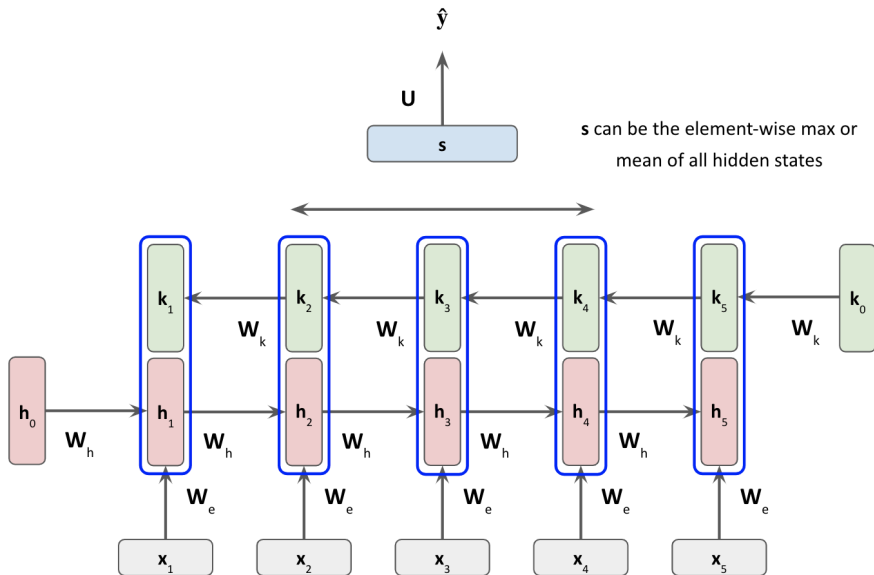 ŷ
U
s
s can be the element-wise max or
mean of all hidden states
k₁ k₂ k₃ k₄ k₅ k₀
Wₖ Wₖ Wₖ Wₖ Wₖ
h₀ h₁ h₂ h₃ h₄ h₅
Wₕ Wₕ Wₕ Wₕ Wₕ
Wₑ Wₑ Wₑ Wₑ Wₑ
x₁ x₂ x₃ x₄ x₅